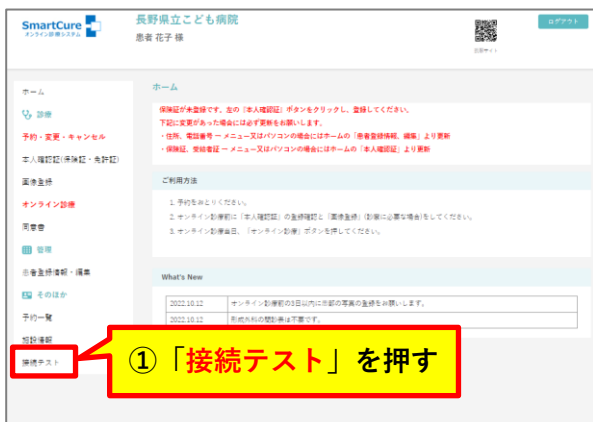 SmartCure
オンライン診療システム
長野県立こども病院
患者 花子 様
ログアウト
ホーム
診療
予約・変更・キャンセル
本人確認証(保険証・免許証)
画像登録
オンライン診療
同意書
管理
患者登録情報・編集
そのほか
予約一覧
施設情報
接続テスト
ホーム
保険証が未登録です。左の「本人確認証」ボタンをクリックし、登録してください。
下記に変更があった場合には必ず更新をお願いします。
・住所、電話番号 ー メニュー又はパソコンの場合にはホームの「患者登録情報、編集」より更新
・保険証、受給者証 ー メニュー又はパソコンの場合にはホームの「本人確認証」より更新
ご利用方法
1. 予約をおとりください。
2. オンライン診療前に「本人確認証」の登録確認と「画像登録」(診察に必要な場合)をしてください。
3. オンライン診療当日、「オンライン診療」ボタンを押してください。
What's New
2022.10.12 オンライン診療前の3日以内に患部の写真の登録をお願いします。
2022.10.12 形成外科の問診表は不要です。
①「接続テスト」を押す